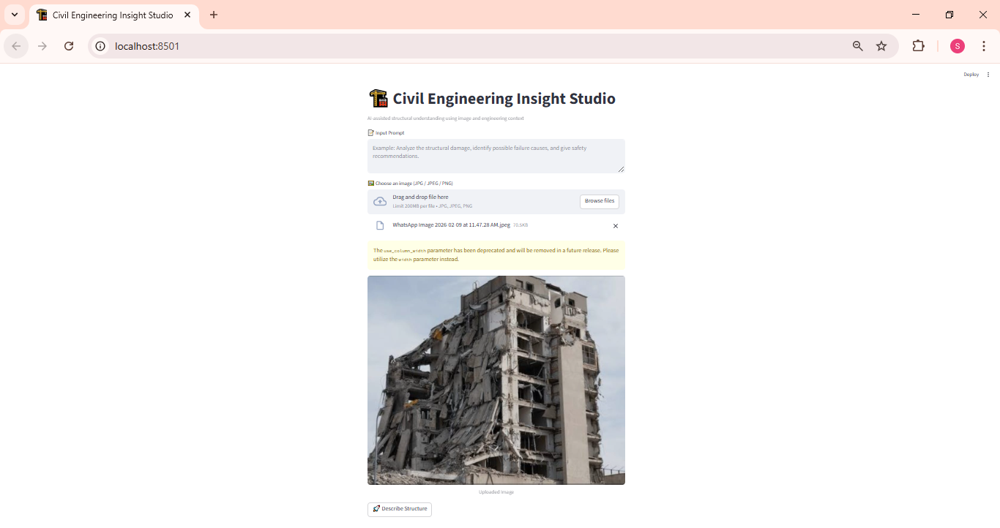 Civil Engineering Insight Studio
localhost:8501
S
Deploy
Civil Engineering Insight Studio
AI-assisted structural understanding using image and engineering context
Input Prompt
Example: Analyze the structural damage, identify possible failure causes, and give safety
recommendations.
Choose an image (JPG / JPEG / PNG)
Drag and drop file here
Limit 200MB per file • JPG, JPEG, PNG
Browse files
WhatsApp Image 2026-02-09 at 11.47.28 AM.jpeg 70.5KB
The use_column_width parameter has been deprecated and will be removed in a future release. Please
utilize the width parameter instead.
Uploaded Image
Describe Structure